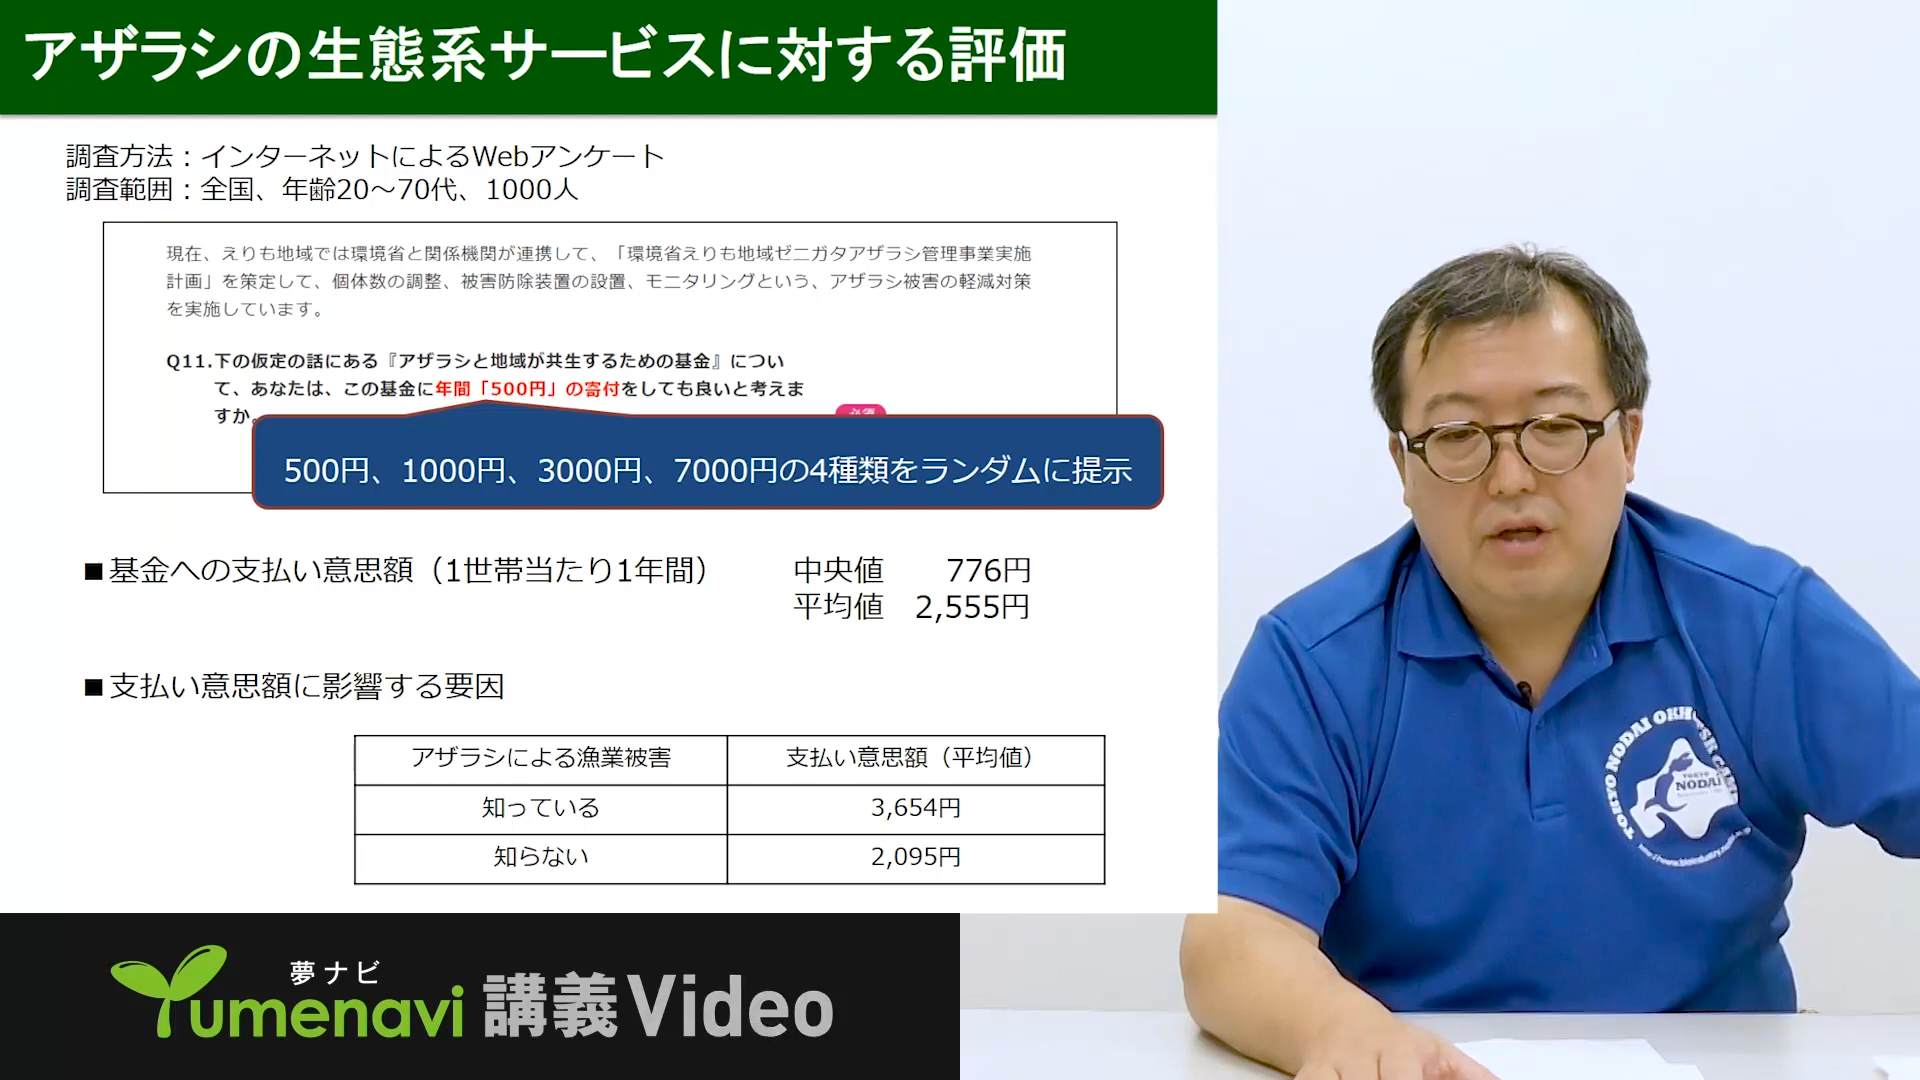 アザラシの生態系サービスに対する評価
調査方法：インターネットによるWebアンケート
調査範囲：全国、年齢20～70代、1000人
現在、えりも地域では環境省と関係機関が連携して、「環境省えりも地域ゼニガタアザラシ管理事業実施
計画」を策定して、個体数の調整、被害防除装置の設置、モニタリングという、アザラシ被害の軽減対策
を実施しています。
Q11.下の仮定の話にある『アザラシと地域が共生するための基金』につい
て、あなたは、この基金に年間「500円」の寄付をしても良いと考えま
すか。
500円、1000円、3000円、7000円の4種類をランダムに提示
■基金への支払い意思額（1世帯当たり1年間） 中央値 776円
平均値 2,555円
■支払い意思額に影響する要因
アザラシによる漁業被害 支払い意思額（平均値）
知っている 3,654円
知らない 2,095円
TOKYO NODAI
TOKYO
NODAI
夢ナビ
Yumenavi 講義Video